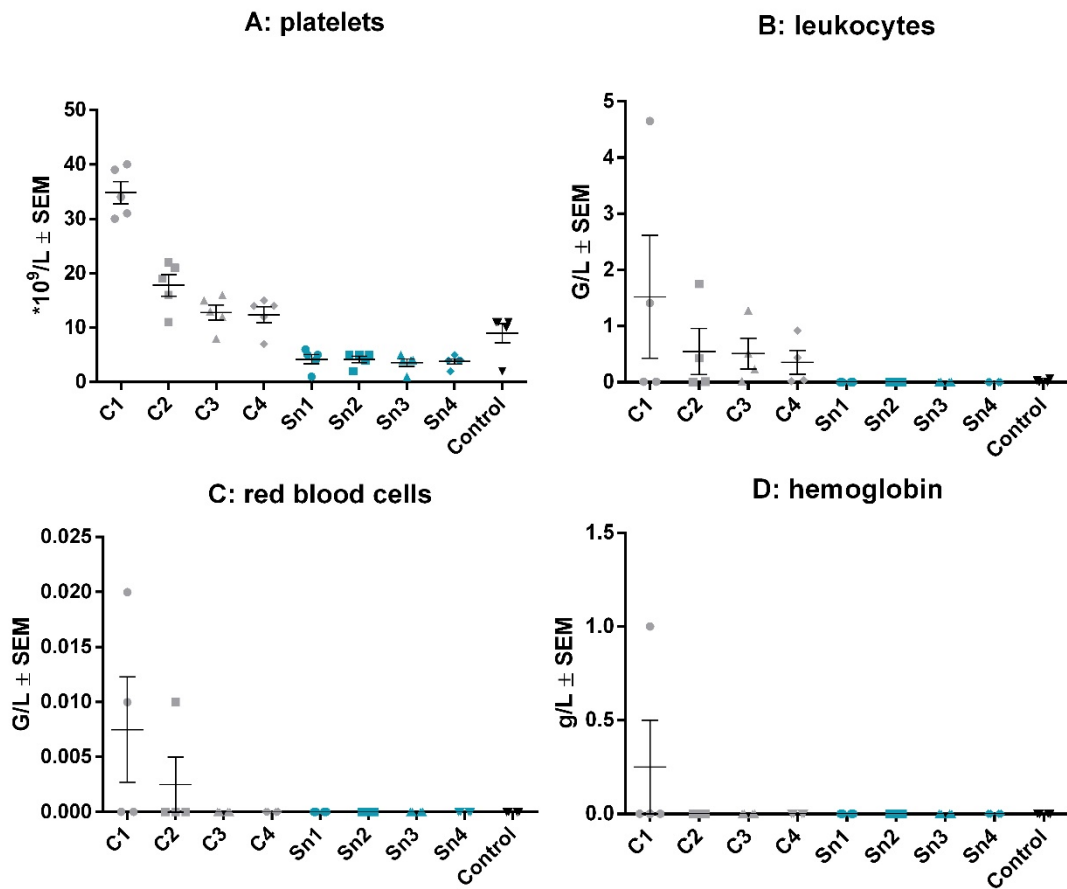 A: platelets
*10⁹/L ± SEM
50
40
30
20
10
0
C1 C2 C3 C4 Sn1 Sn2 Sn3 Sn4 Control
B: leukocytes
G/L ± SEM
5
4
3
2
1
0
C1 C2 C3 C4 Sn1 Sn2 Sn3 Sn4 Control
C: red blood cells
G/L ± SEM
0.025
0.020
0.015
0.010
0.005
0.000
C1 C2 C3 C4 Sn1 Sn2 Sn3 Sn4 Control
D: hemoglobin
g/L ± SEM
1.5
1.0
0.5
0.0
C1 C2 C3 C4 Sn1 Sn2 Sn3 Sn4 Control